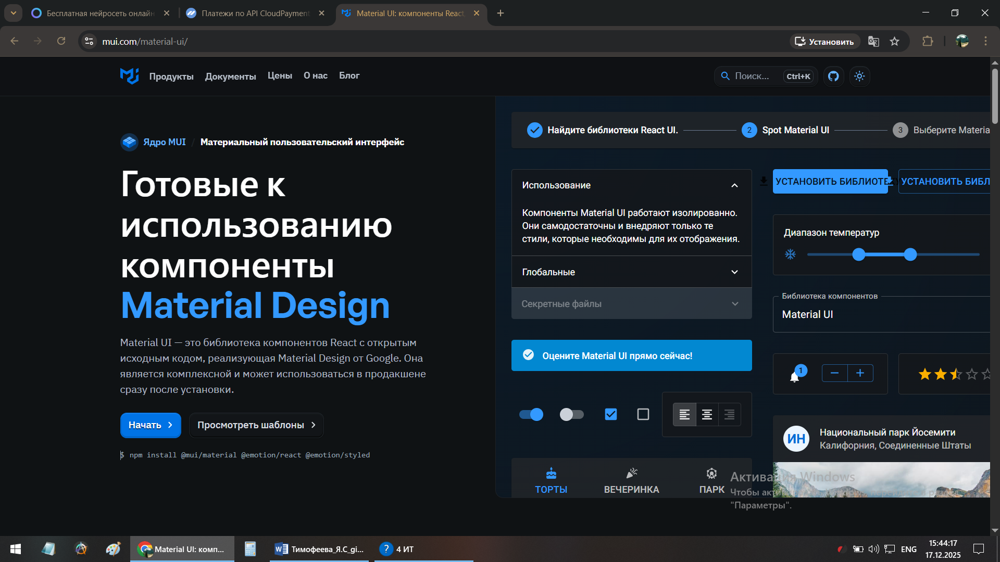 Бесплатная нейросеть онлайн
Платежи по API CloudPayment
Material UI: компоненты React
mui.com/material-ui/
Установить
Продукты
Документы
Цены
О нас
Блог
Поиск...
Ctrl+K
Ядро MUI / Материальный пользовательский интерфейс
Готовые к
использованию
компоненты
Material Design
Material UI — это библиотека компонентов React с открытым
исходным кодом, реализующая Material Design от Google. Она
является комплексной и может использоваться в продакшене
сразу после установки.
Начать
Просмотреть шаблоны
$ npm install @mui/material @emotion/react @emotion/styled
Найдите библиотеки React UI.
2
Spot Material UI
3
Выберите Materia
Использование
Компоненты Material UI работают изолированно.
Они самодостаточны и внедряют только те
стили, которые необходимы для их отображения.
Глобальные
Секретные файлы
Оцените Material UI прямо сейчас!
ТОРТЫ
ВЕЧЕРИНКА
ПАРК
УСТАНОВИТЬ БИБЛИОТЕ
УСТАНОВИТЬ БИБЛ
Диапазон температур
Библиотека компонентов
Material UI
1
ИН
Национальный парк Йосемити
Калифорния, Соединенные Штаты
Активация Windows
Чтобы
"Параметры".
Material UI: комп...
Тимофеева_Я.С_gi...
4 ИТ
ENG
15:44:17
17.12.2025